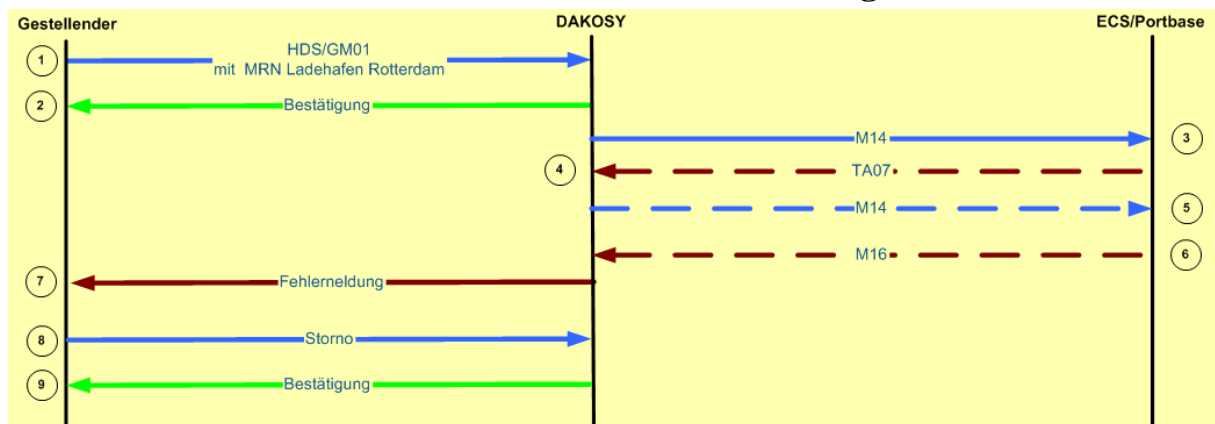 Gestellender
DAKOSY
ECS/Portbase
1
HDS/GM01
mit MRN Ladehafen Rotterdam
2
Bestätigung
M14
3
4
TA07
M14
5
M16
6
7
Fehlerneldung
8
Storno
9
Bestätigung